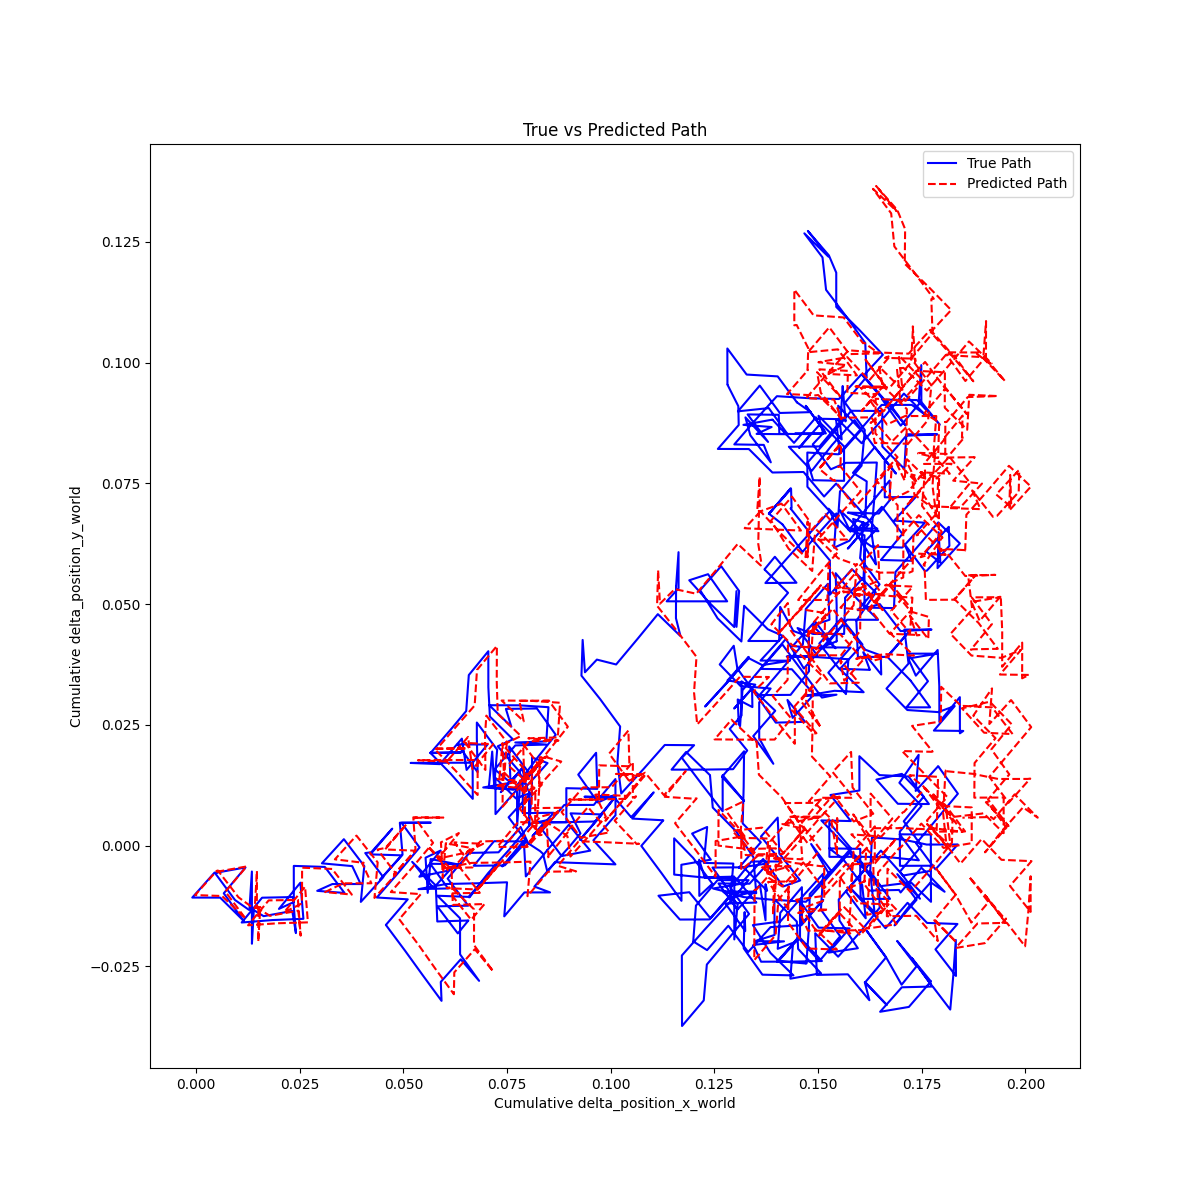 True vs Predicted Path
True Path
Predicted Path
0.125
0.100
0.075
0.050
0.025
0.000
−0.025
Cumulative delta_position_y_world
0.000 0.025 0.050 0.075 0.100 0.125 0.150 0.175 0.200
Cumulative delta_position_x_world